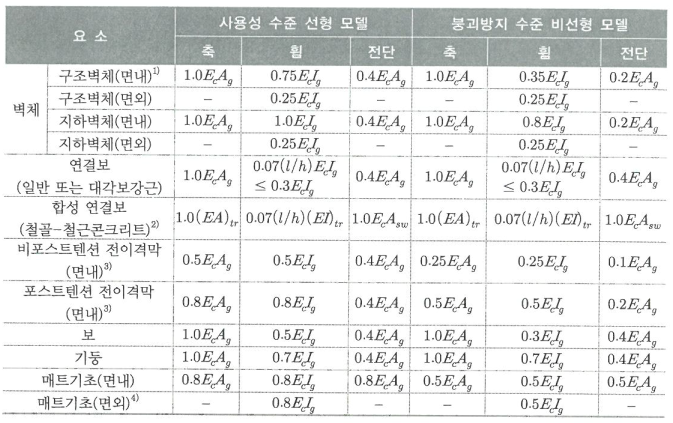 요 소 | 사용성 수준 선형 모델 | 붕괴방지 수준 비선형 모델
축 | 휨 | 전단 | 축 | 휨 | 전단
벽체 | 구조벽체(면내)¹⁾ | 1.0E_cA_g | 0.75E_cI_g | 0.4E_cA_g | 1.0E_cA_g | 0.35E_cI_g | 0.2E_cA_g
구조벽체(면외) | – | 0.25E_cI_g | – | – | 0.25E_cI_g | –
지하벽체(면내) | 1.0E_cA_g | 1.0E_cI_g | 0.4E_cA_g | 1.0E_cA_g | 0.8E_cI_g | 0.2E_cA_g
지하벽체(면외) | – | 0.25E_cI_g | – | – | 0.25E_cI_g | –
연결보
(일반 또는 대각보강근) | 1.0E_cA_g | 0.07(l/h)E_cI_g ≤ 0.3E_cI_g | 0.4E_cA_g | 1.0E_cA_g | 0.07(l/h)E_cI_g ≤ 0.3E_cI_g | 0.4E_cA_g
합성 연결보
(철골–철근콘크리트)²⁾ | 1.0(EA)_tr | 0.07(l/h)(EI)_tr | 1.0E_cA_sw | 1.0(EA)_tr | 0.07(l/h)(EI)_tr | 1.0E_cA_sw
비포스트텐션 전이격막
(면내)³⁾ | 0.5E_cA_g | 0.5E_cI_g | 0.4E_cA_g | 0.25E_cA_g | 0.25E_cI_g | 0.1E_cA_g
포스트텐션 전이격막
(면내)³⁾ | 0.8E_cA_g | 0.8E_cI_g | 0.4E_cA_g | 0.5E_cA_g | 0.5E_cI_g | 0.2E_cA_g
보 | 1.0E_cA_g | 0.5E_cI_g | 0.4E_cA_g | 1.0E_cA_g | 0.3E_cI_g | 0.4E_cA_g
기둥 | 1.0E_cA_g | 0.7E_cI_g | 0.4E_cA_g | 1.0E_cA_g | 0.7E_cI_g | 0.4E_cA_g
매트기초(면내) | 0.8E_cA_g | 0.8E_cI_g | 0.8E_cA_g | 0.5E_cA_g | 0.5E_cI_g | 0.5E_cA_g
매트기초(면외)⁴⁾ | – | 0.8E_cI_g | – | – | 0.5E_cI_g | –